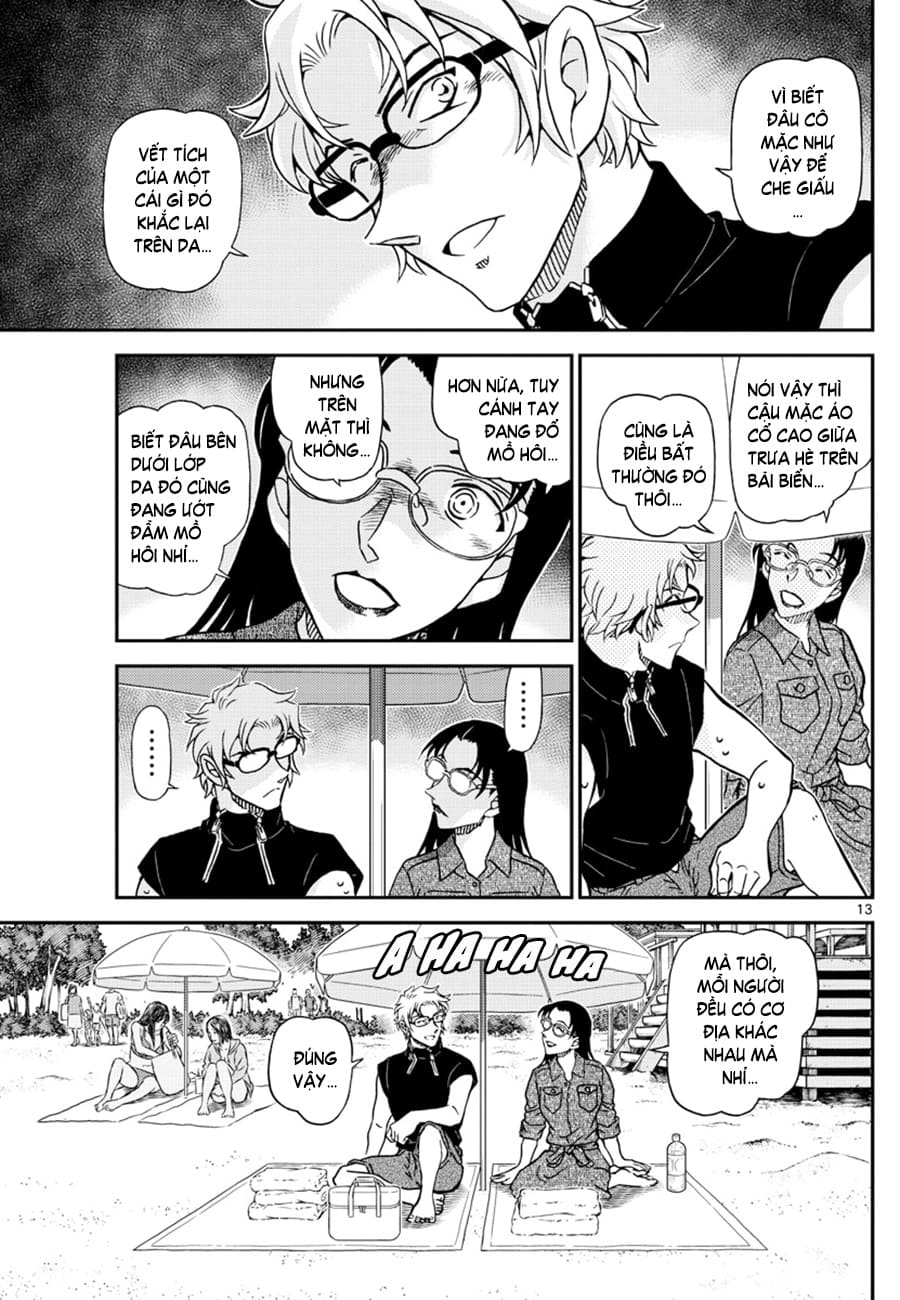 VÌ BIẾT
ĐÂU CÔ
MẶC NHƯ
VẬY ĐỂ
CHE GIẤU
...
VẾT TÍCH
CỦA MỘT
CÁI GÌ ĐÓ
KHẮC LẠI
TRÊN DA...
NÓI VẬY THÌ
CẬU MẶC ÁO
CỔ CAO GIỮA
TRƯA HÈ TRÊN
BÃI BIỂN...
CŨNG LÀ
ĐIỀU BẤT
THƯỜNG ĐÓ
THÔI...
HƠN NỮA, TUY
CÁNH TAY
ĐANG ĐỔ
MỒ HÔI...
NHƯNG
TRÊN
MẶT THÌ
KHÔNG...
BIẾT ĐÂU BÊN
DƯỚI LỚP
DA ĐÓ CŨNG
ĐANG ƯỚT
ĐẪM MỒ
HÔI NHỈ...
.....
.....
13
MÀ THÔI,
MỖI NGƯỜI
ĐỀU CÓ CƠ
ĐỊA KHÁC
NHAU MÀ
NHỈ...
A HA HA HA
ĐÚNG
VẬY...